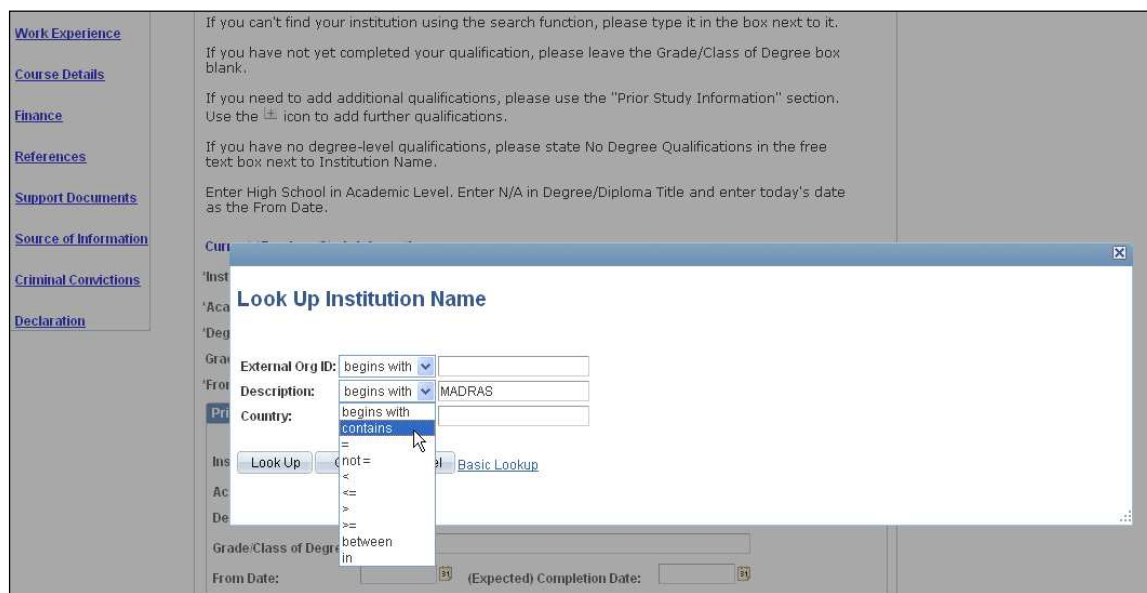 Work Experience
Course Details
Finance
References
Support Documents
Source of Information
Criminal Convictions
Declaration
If you can't find your institution using the search function, please type it in the box next to it.
If you have not yet completed your qualification, please leave the Grade/Class of Degree box
blank.
If you need to add additional qualifications, please use the "Prior Study Information" section.
Use the icon to add further qualifications.
If you have no degree-level qualifications, please state No Degree Qualifications in the free
text box next to Institution Name.
Enter High School in Academic Level. Enter N/A in Degree/Diploma Title and enter today's date
as the From Date.
Look Up Institution Name
External Org ID: begins with
Description: begins with MADRAS
Country:
begins with
contains
=
not =
<
<=
>
>=
between
in
Look Up
Basic Lookup
From Date: 31 (Expected) Completion Date: 31